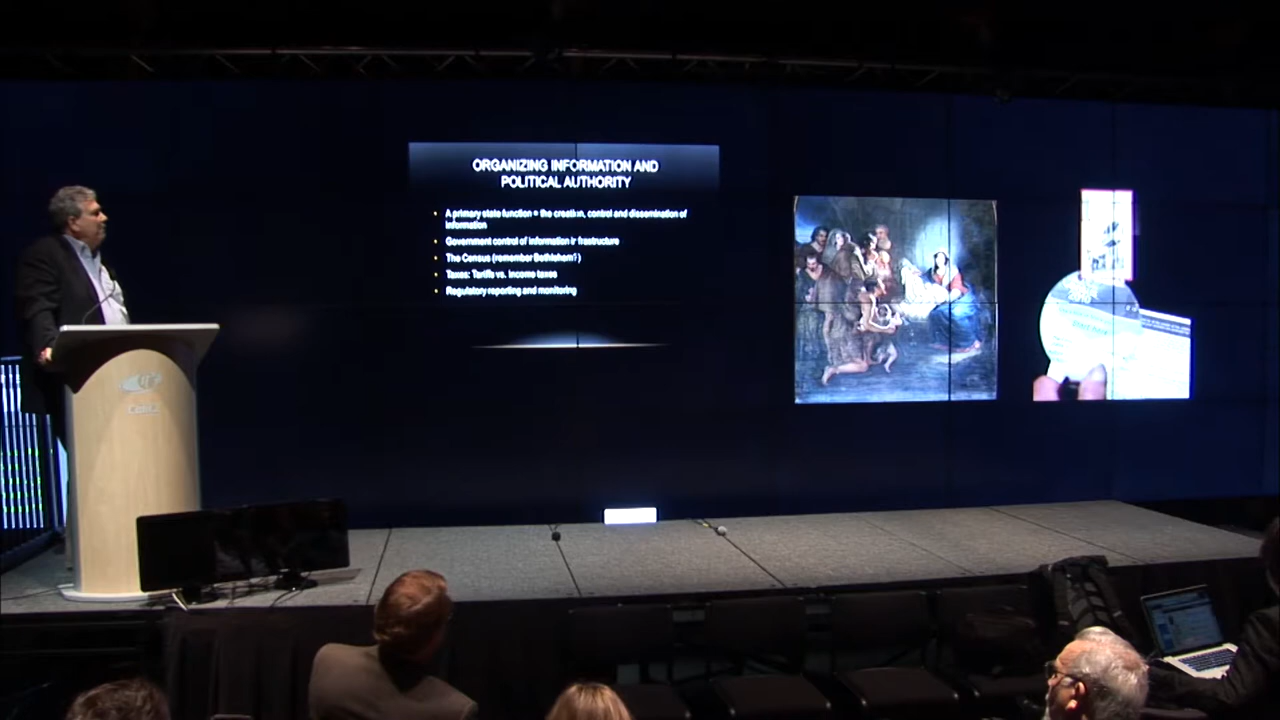 ORGANIZING INFORMATION AND
POLITICAL AUTHORITY
A primary state function = the creation, control and dissemination of
information
Government control of information infrastructure
The Census (remember Bethlehem?)
Taxes: Tariffs vs. Income taxes
Regulatory reporting and monitoring
Calit2